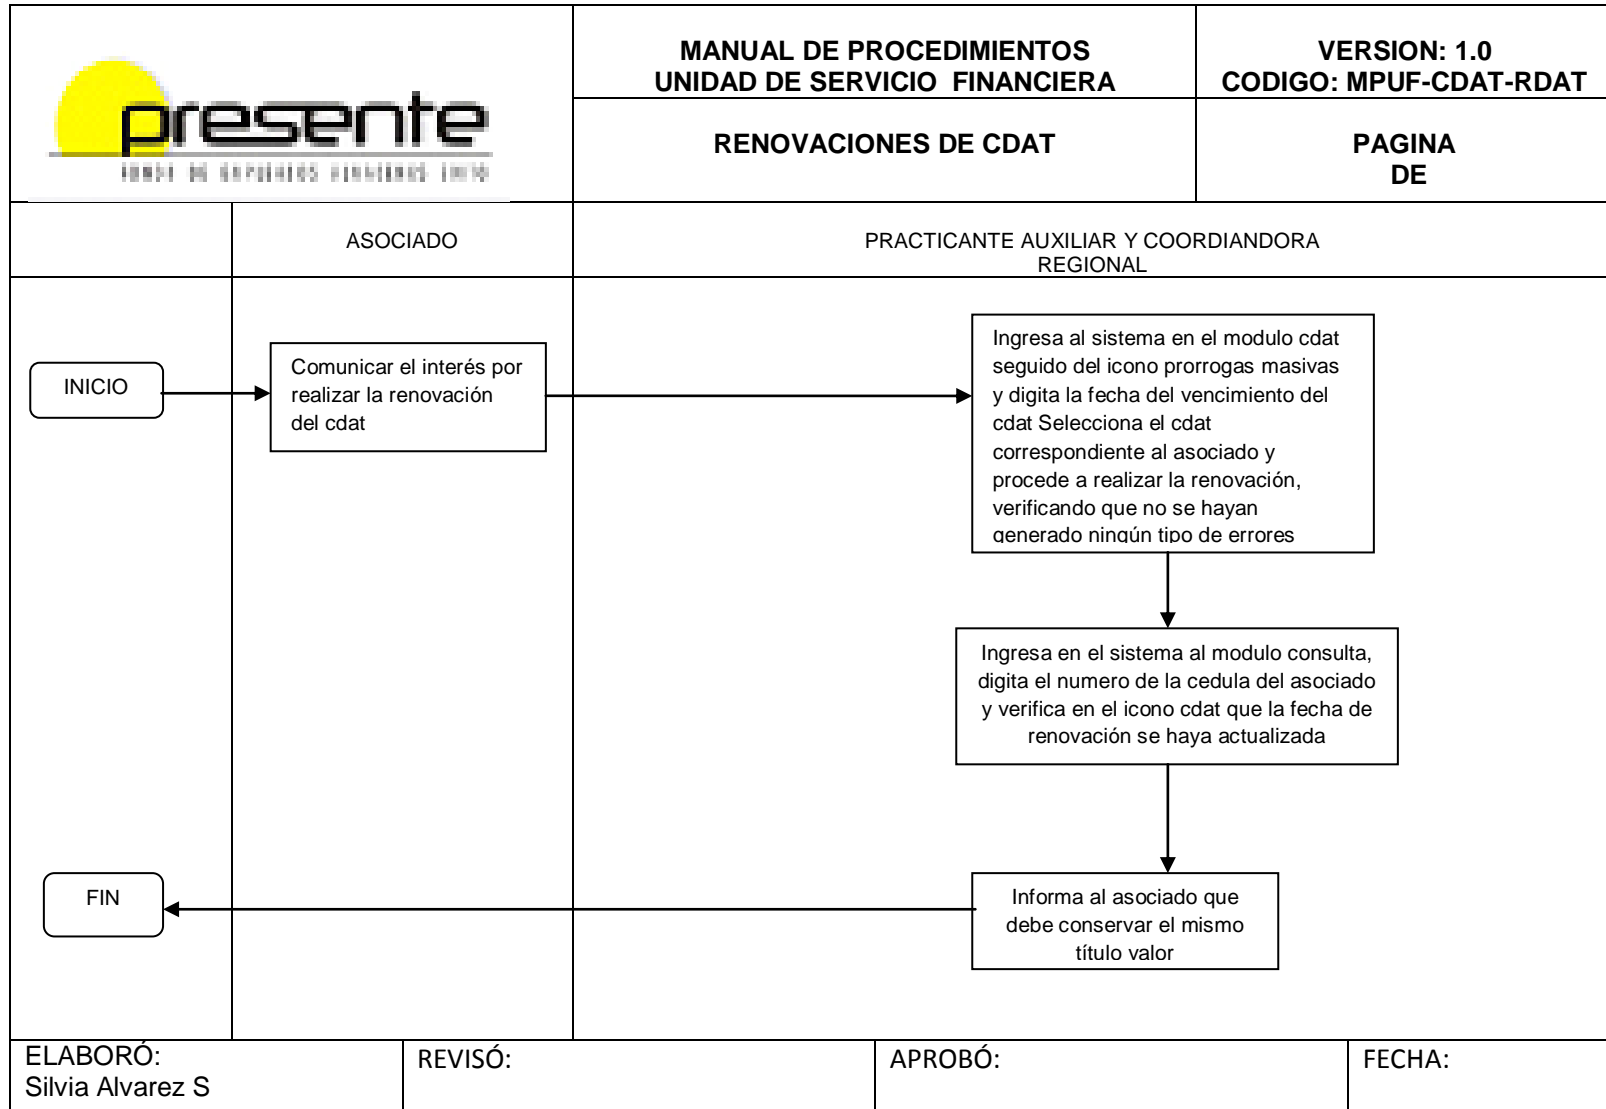 presente
MANUAL DE PROCEDIMIENTOS
UNIDAD DE SERVICIO FINANCIERA
VERSION: 1.0
CODIGO: MPUF-CDAT-RDAT
RENOVACIONES DE CDAT
PAGINA
DE
ASOCIADO
PRACTICANTE AUXILIAR Y COORDIANDORA
REGIONAL
INICIO
Comunicar el interés por
realizar la renovación
del cdat
Ingresa al sistema en el modulo cdat
seguido del icono prorrogas masivas
y digita la fecha del vencimiento del
cdat Selecciona el cdat
correspondiente al asociado y
procede a realizar la renovación,
verificando que no se hayan
generado ningún tipo de errores
Ingresa en el sistema al modulo consulta,
digita el numero de la cedula del asociado
y verifica en el icono cdat que la fecha de
renovación se haya actualizada
FIN
Informa al asociado que
debe conservar el mismo
título valor
ELABORÓ:
Silvia Alvarez S
REVISÓ:
APROBÓ:
FECHA: